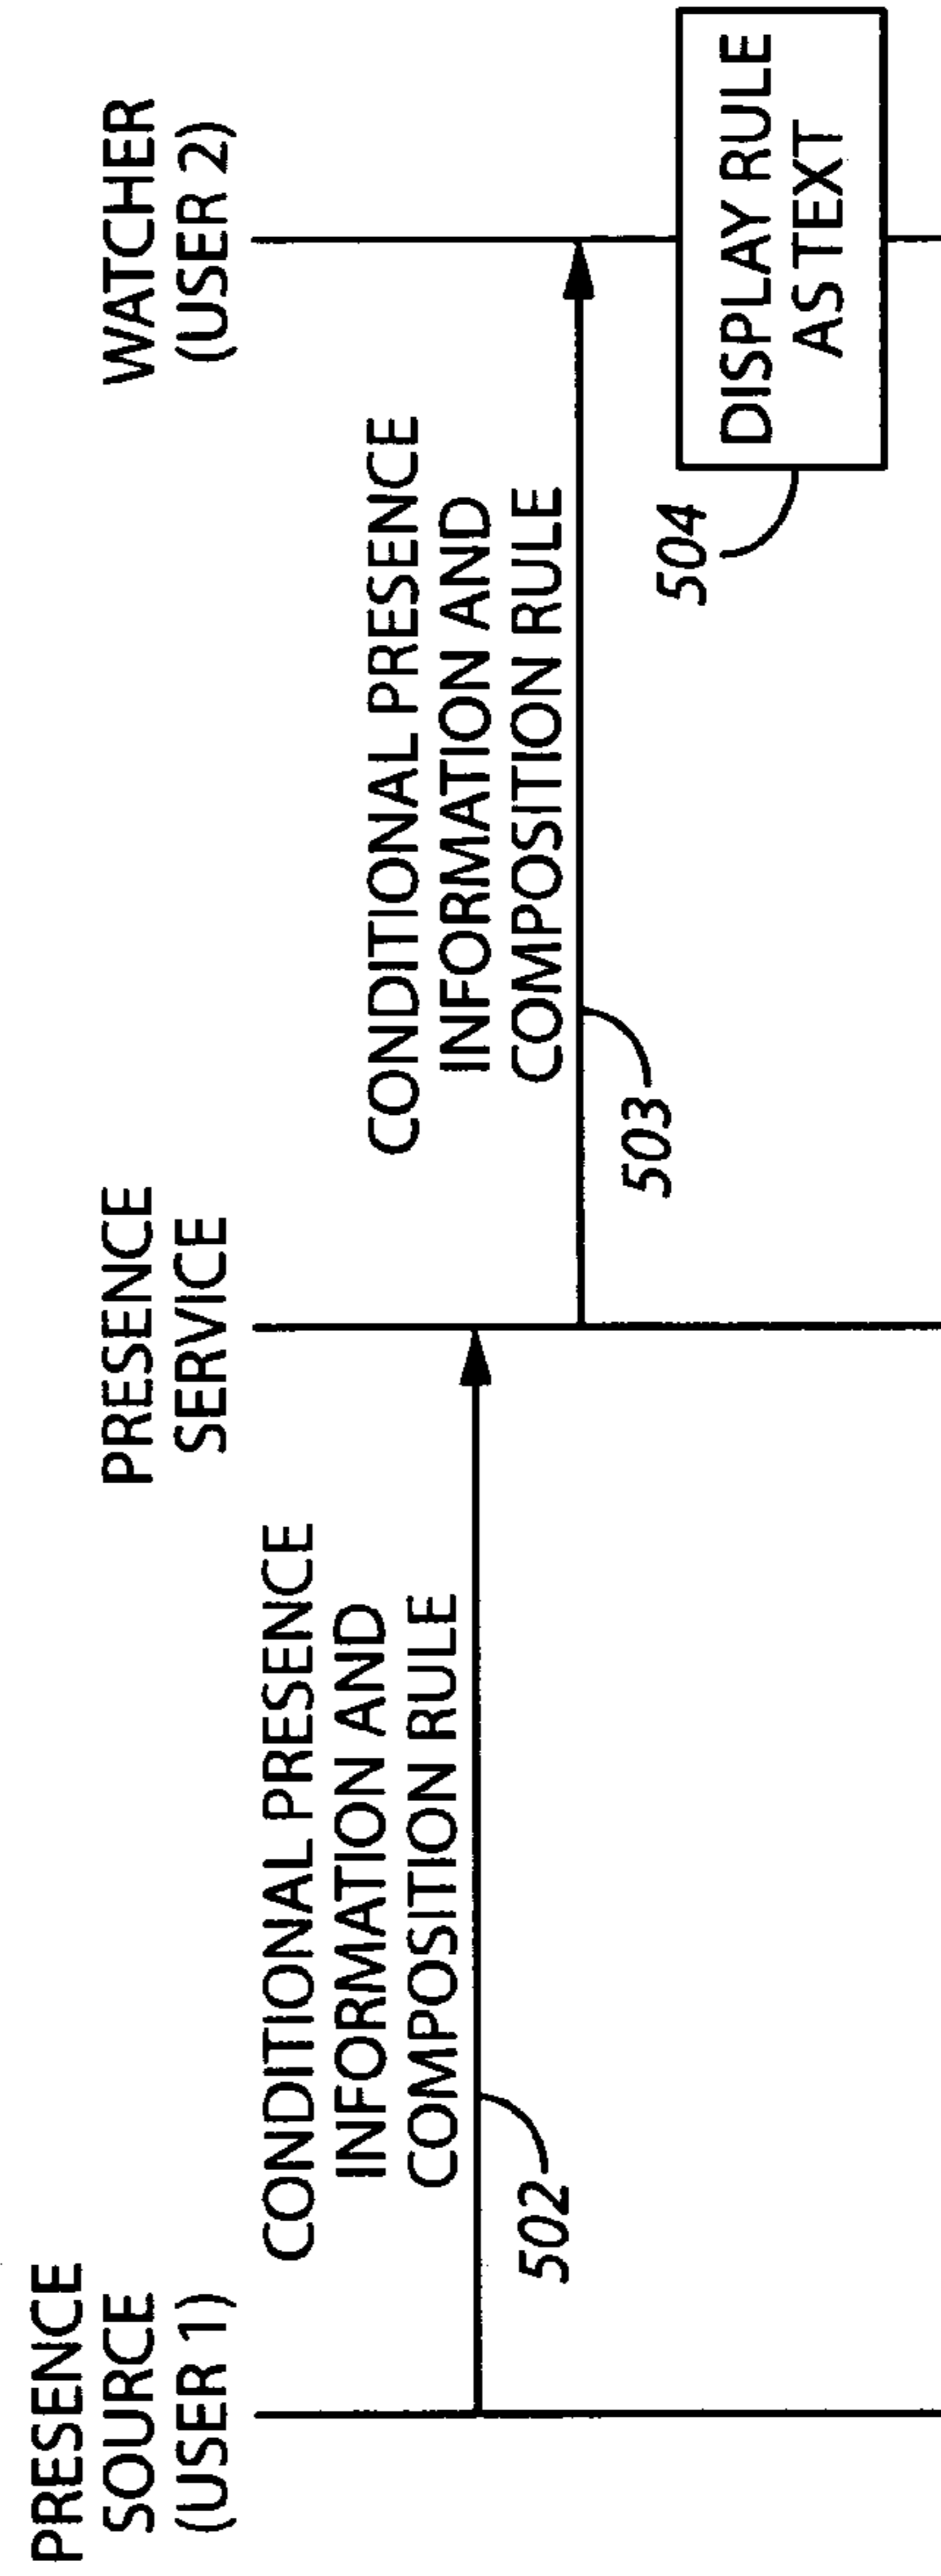 PRESENCE
SOURCE
(USER 1)
PRESENCE
SERVICE
WATCHER
(USER 2)
CONDITIONAL PRESENCE
INFORMATION AND
COMPOSITION RULE
502
CONDITIONAL PRESENCE
INFORMATION AND
COMPOSITION RULE
503
504
DISPLAY RULE
AS TEXT